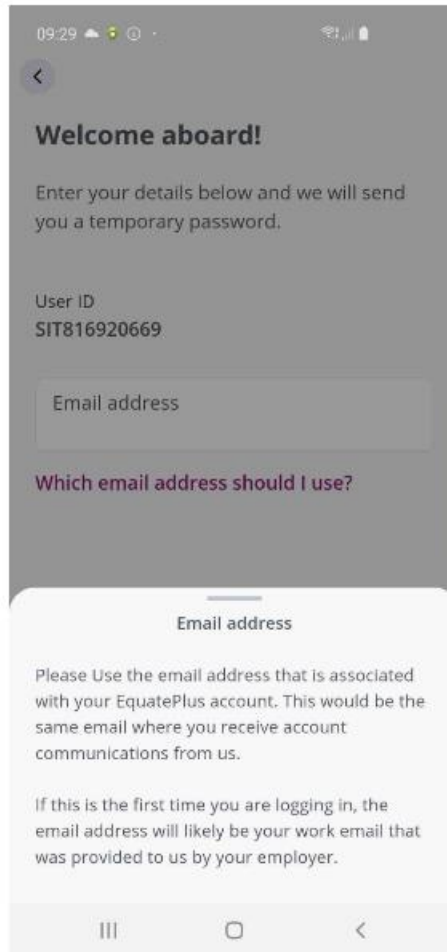 09:29
Welcome aboard!
Enter your details below and we will send
you a temporary password.
User ID
SIT816920669
Email address
Which email address should I use?
Email address
Please Use the email address that is associated
with your EquatePlus account. This would be the
same email where you receive account
communications from us.
If this is the first time you are logging in, the
email address will likely be your work email that
was provided to us by your employer.